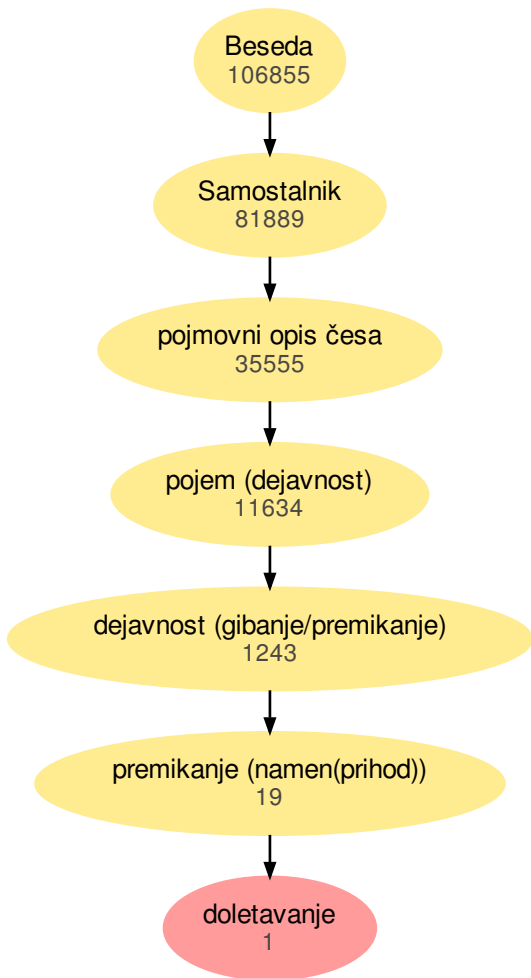 Beseda
106855
Samostalnik
81889
pojmovni opis česa
35555
pojem (dejavnost)
11634
dejavnost (gibanje/premikanje)
1243
premikanje (namen(prihod))
19
doletavanje
1